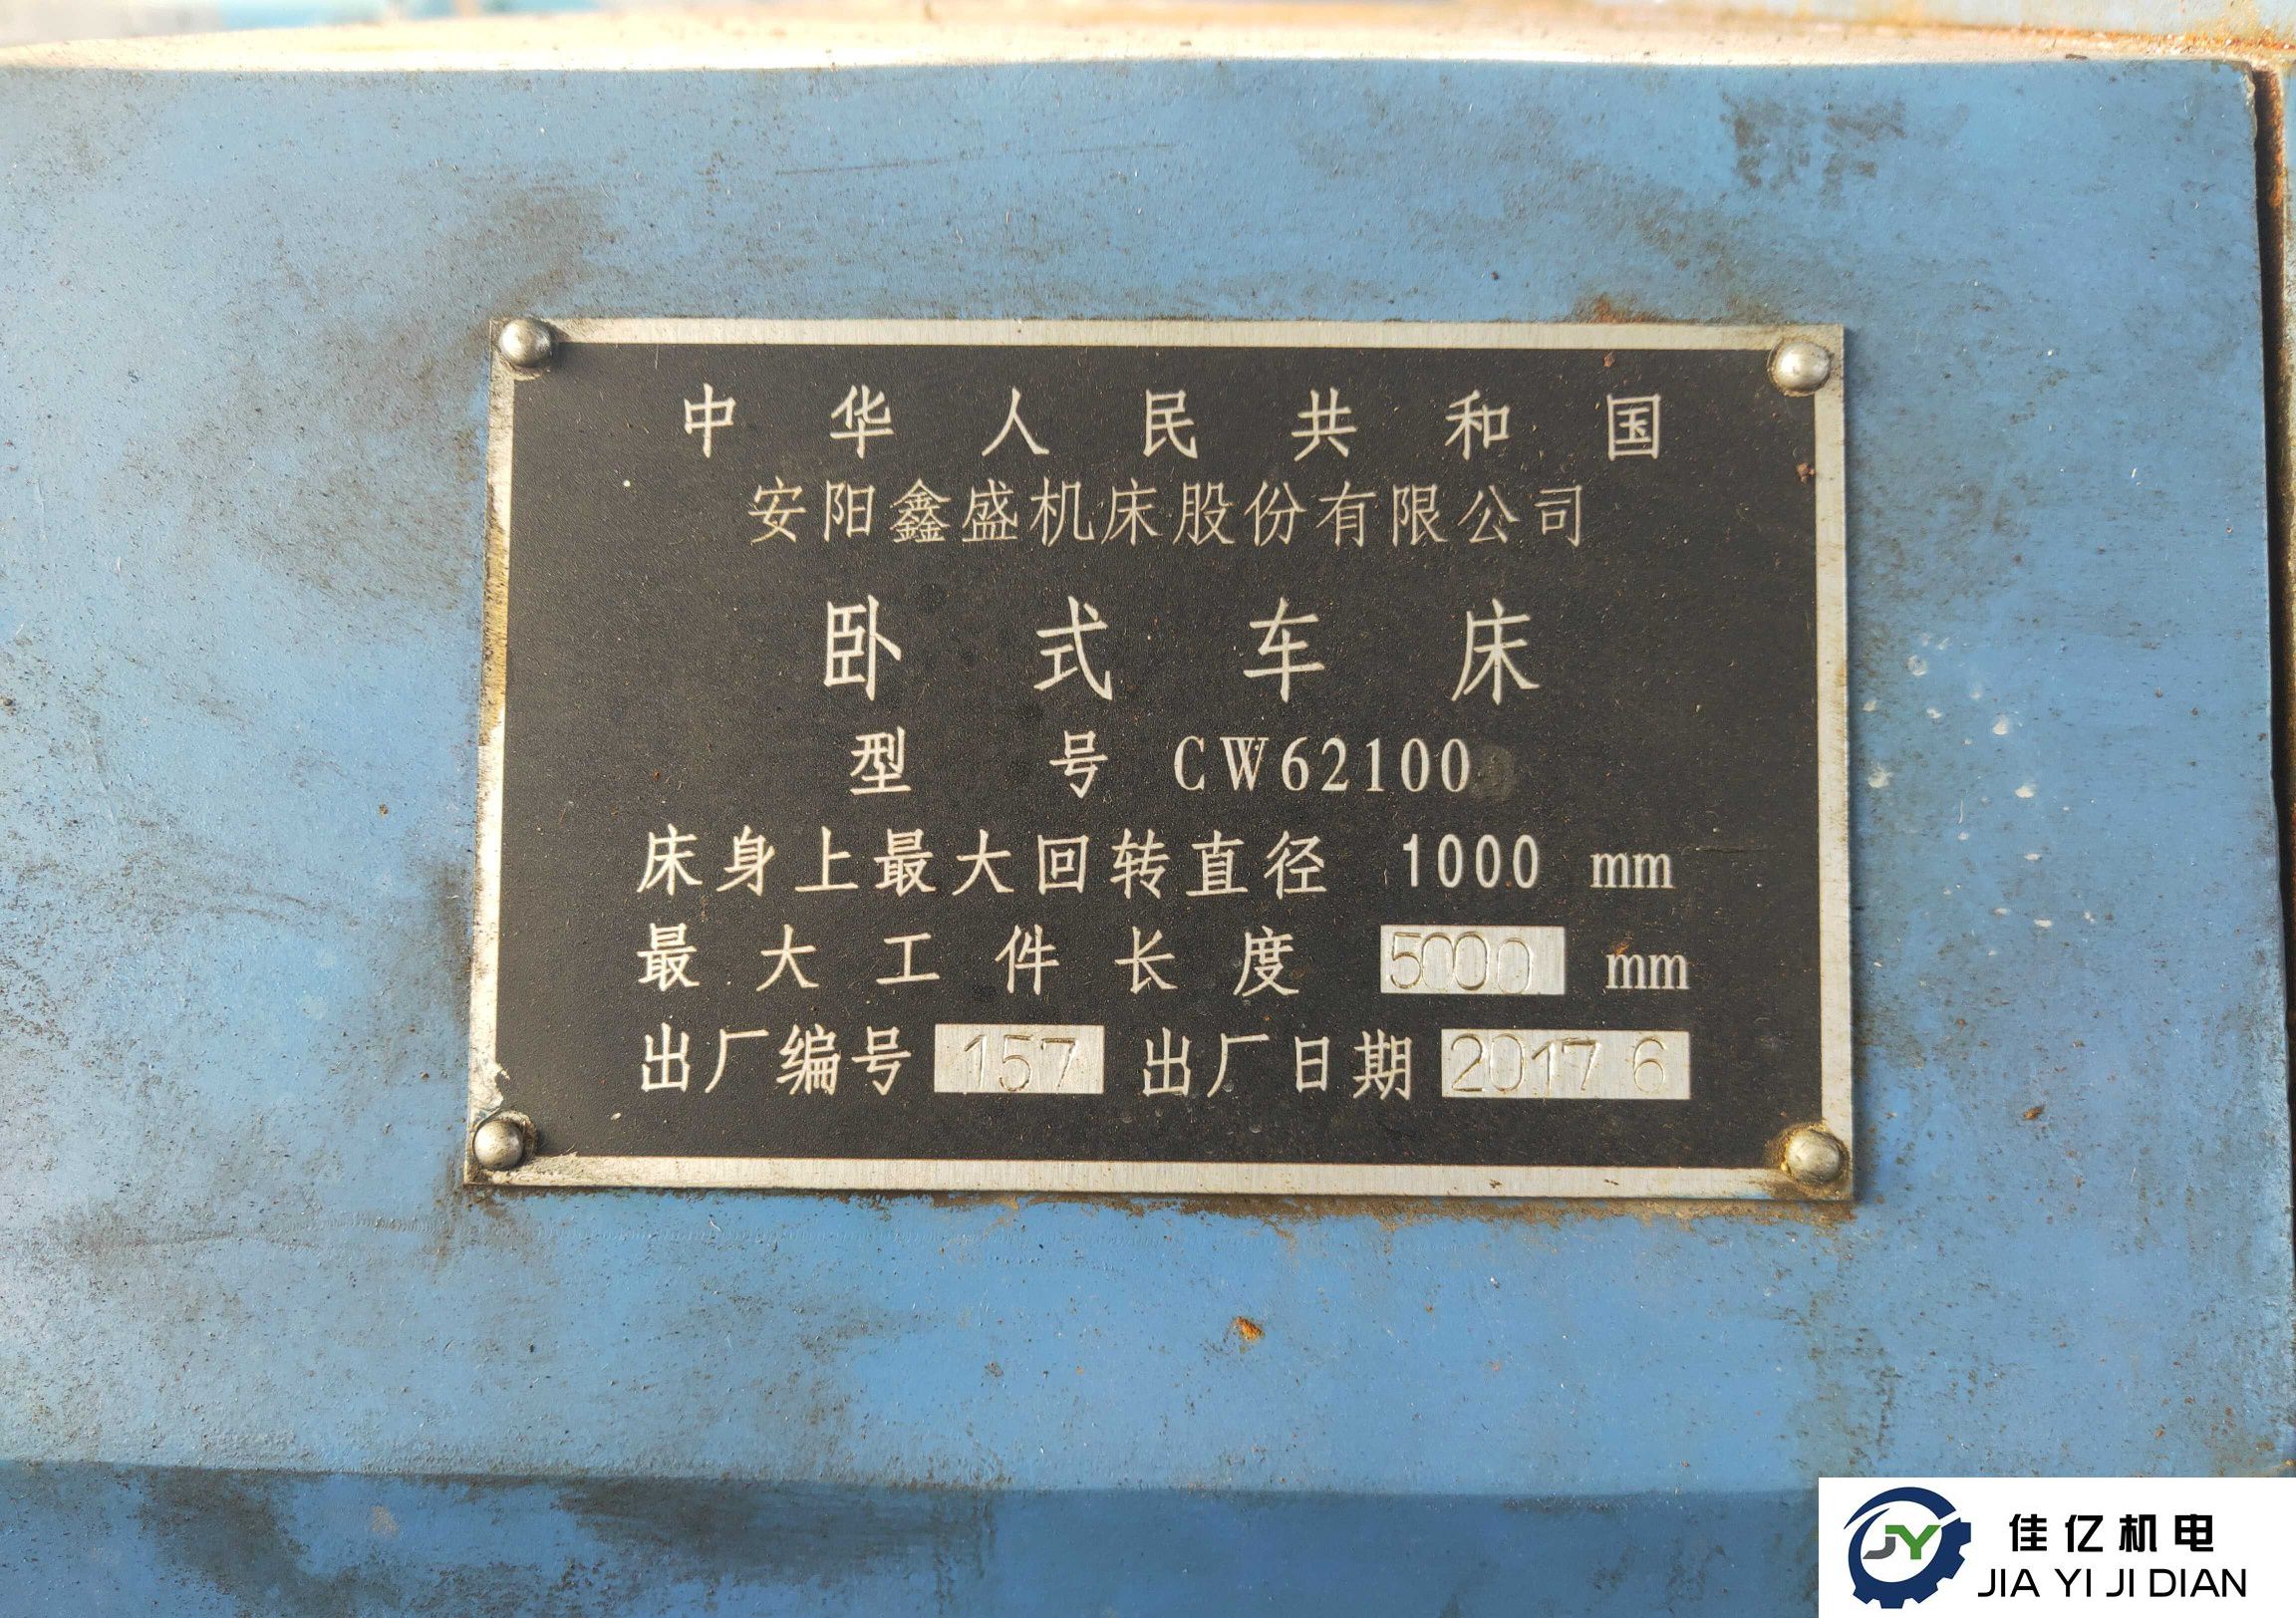 中华人民共和国
安阳鑫盛机床股份有限公司
卧式车床
型号 CW62100
床身上最大回转直径 1000 mm
最大工件长度 5000 mm
出厂编号 157 出厂日期 2017 6
JY
佳亿机电
JIA YI JI DIAN